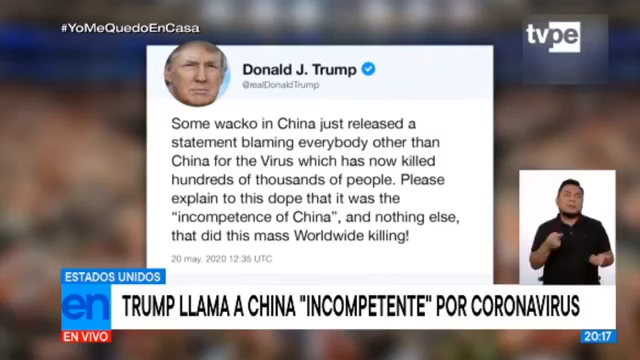 #YoMeQuedoEnCasa
tvpe
Donald J. Trump
@realDonaldTrump
Some wacko in China just released a
statement blaming everybody other than
China for the Virus which has now killed
hundreds of thousands of people. Please
explain to this dope that it was the
“incompetence of China”, and nothing else,
that did this mass Worldwide killing!
20 may. 2020 12:35 UTC
ESTADOS UNIDOS
en
TRUMP LLAMA A CHINA "INCOMPETENTE" POR CORONAVIRUS
EN VIVO
20:17